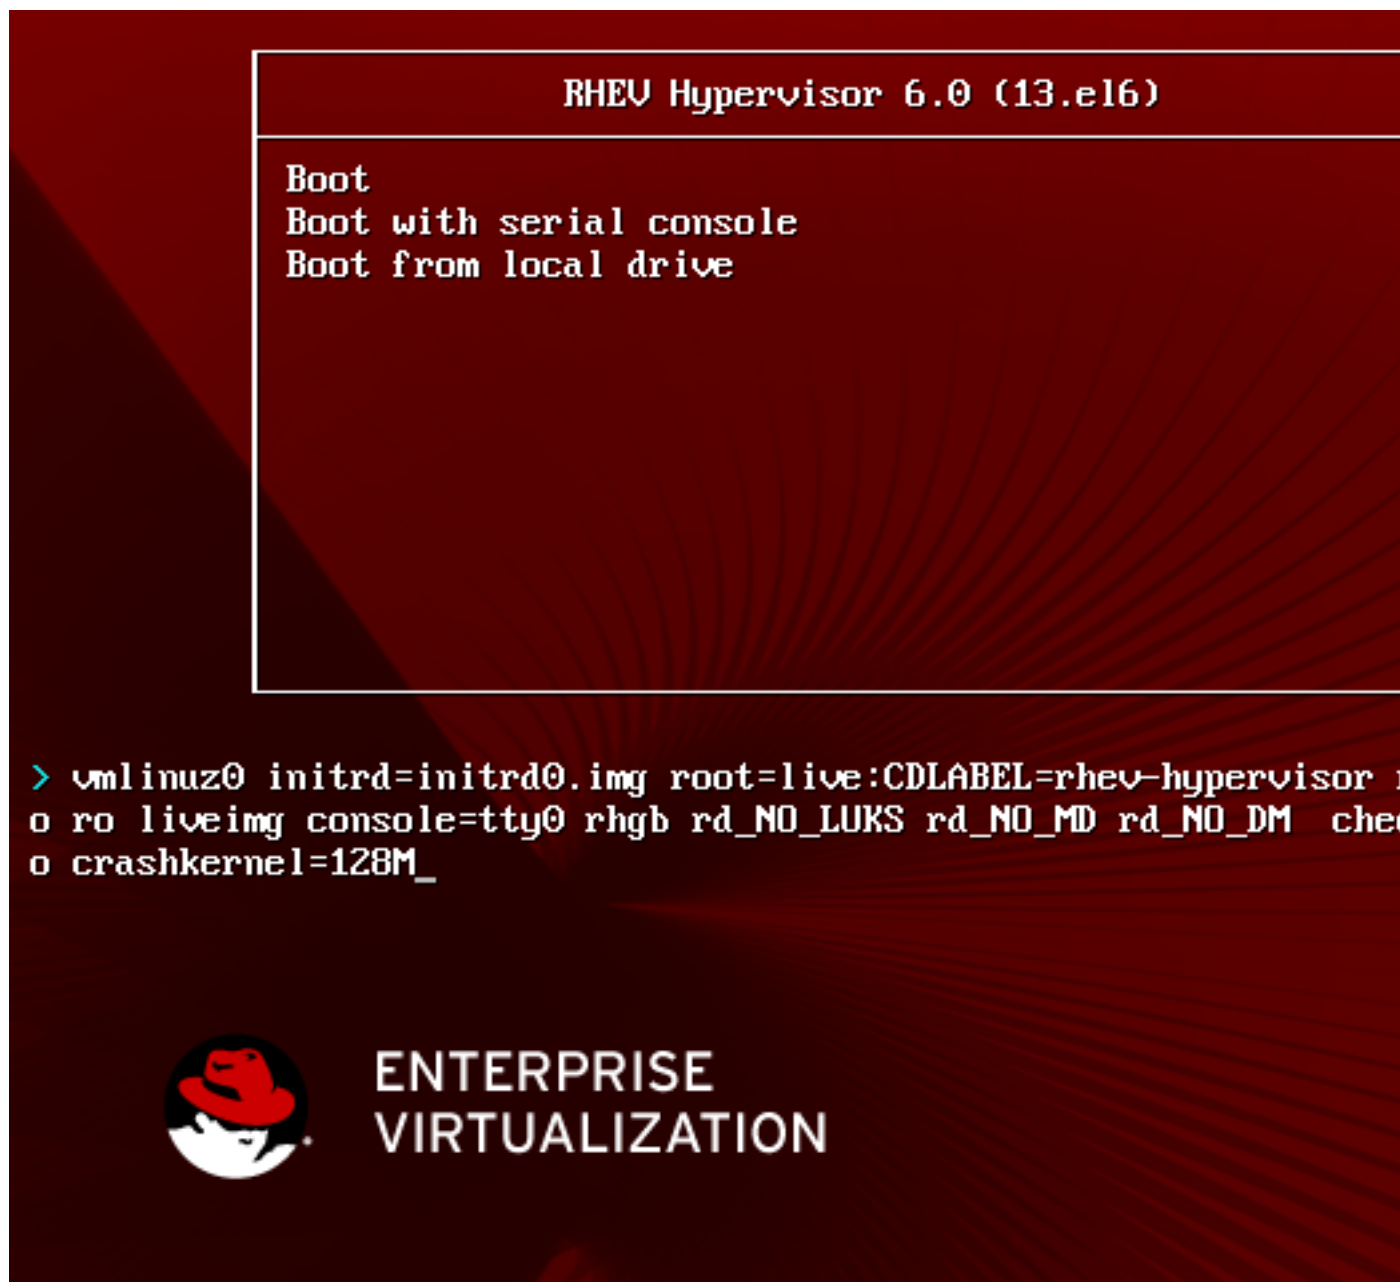 RHEV Hypervisor 6.0 (13.el6)
Boot
Boot with serial console
Boot from local drive
> vmlinuz0 initrd=initrd0.img root=live:CDLABEL=rhev-hypervisor
o ro liveimg console=tty0 rhgb rd_NO_LUKS rd_NO_MD rd_NO_DM
o crashkernel=128M_
ENTERPRISE
VIRTUALIZATION